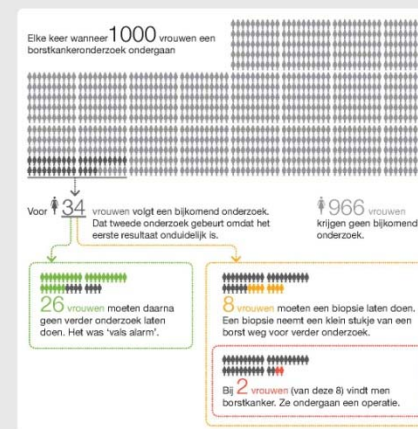 Elke keer wanneer 1000 vrouwen een
borstkankeronderzoek ondergaan
Voor 34 vrouwen volgt een bijkomend onderzoek.
Dat tweede onderzoek gebeurt omdat het
eerste resultaat onduidelijk is.
966 vrouwen
krijgen geen bijkomend
onderzoek.
26 vrouwen moeten daarna
geen verder onderzoek laten
doen. Het was 'vals alarm'.
8 vrouwen moeten een biopsie laten doen.
Een biopsie neemt een klein stukje van een
borst weg voor verder onderzoek.
Bij 2 vrouwen (van deze 8) vindt men
borstkanker. Ze ondergaan een operatie.